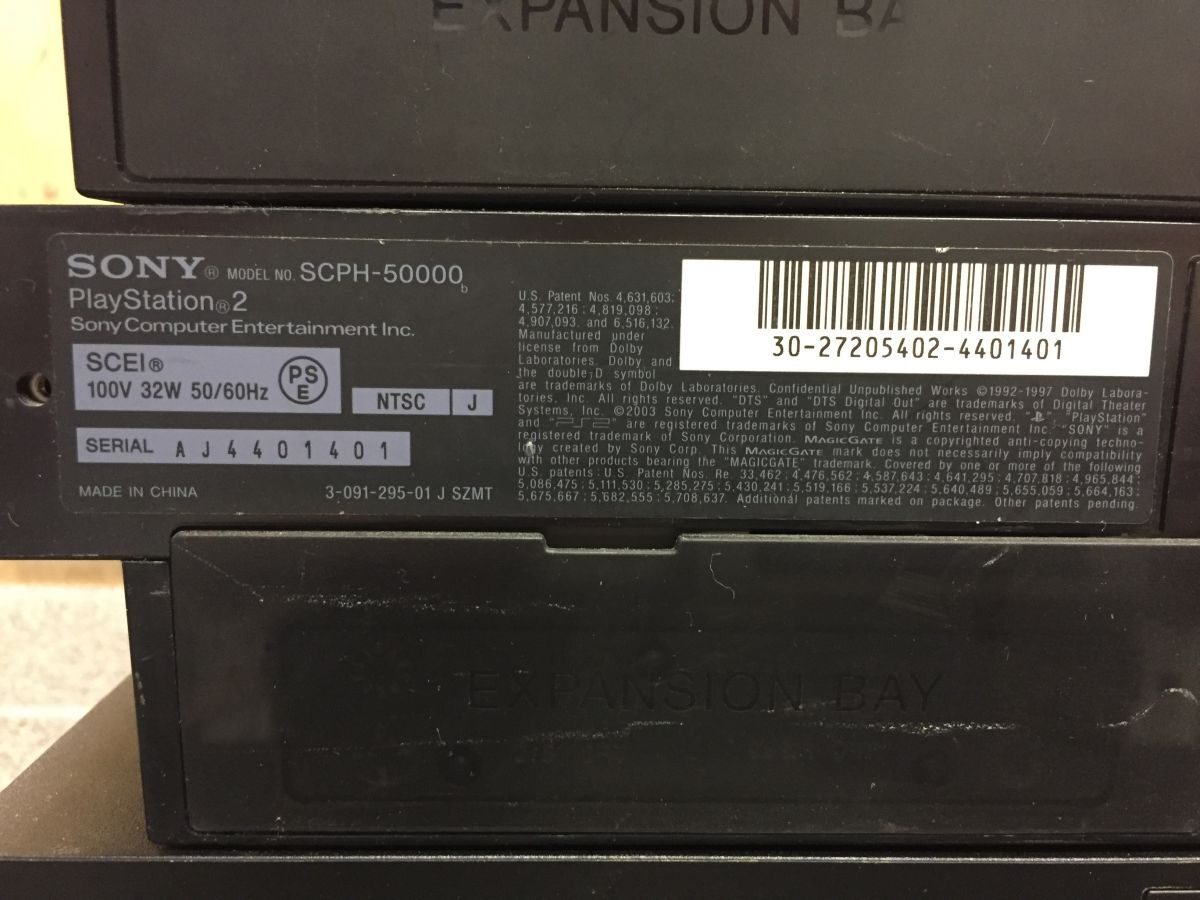 EXPANSION BA
SONY® MODEL NO. SCPH-50000 b
PlayStation®2
Sony Computer Entertainment Inc.
SCEI®
100V 32W 50/60Hz
PS
E
NTSC J
SERIAL AJ4401401
MADE IN CHINA
3-091-295-01 J SZMT
U.S. Patent Nos. 4,631,603;
4,577,216 ; 4,819,098 ;
4,907,093, and 6,516,132.
Manufactured under
license from Dolby
Laboratories. Dolby and
the double-D symbol
are trademarks of Dolby Laboratories. Confidential Unpublished Works ©1992-1997 Dolby Labora-
tories, Inc. All rights reserved. "DTS" and "DTS Digital Out" are trademarks of Digital Theater
Systems, Inc. ©2003 Sony Computer Entertainment Inc. All rights reserved. " ", "PlayStation"
and "PS2" are registered trademarks of Sony Computer Entertainment Inc. "SONY" is a
registered trademark of Sony Corporation. MAGICGATE is a copyrighted anti-copying techno-
logy created by Sony Corp. This MAGICGATE mark does not necessarily imply compatibility
with other products bearing the "MAGICGATE" trademark. Covered by one or more of the following
U.S. patents: U.S. Patent Nos. Re. 33,462 ; 4,476,562 ; 4,587,643 ; 4,641,295 ; 4,707,818 ; 4,965,844 ;
5,086,475 ; 5,111,530 ; 5,285,275 ; 5,430,241 ; 5,519,166 ; 5,537,224 ; 5,640,489 ; 5,655,059 ; 5,664,163 ;
5,675,667 ; 5,682,555 ; 5,708,637. Additional patents marked on package. Other patents pending.
30-27205402-4401401
EXPANSION BAY